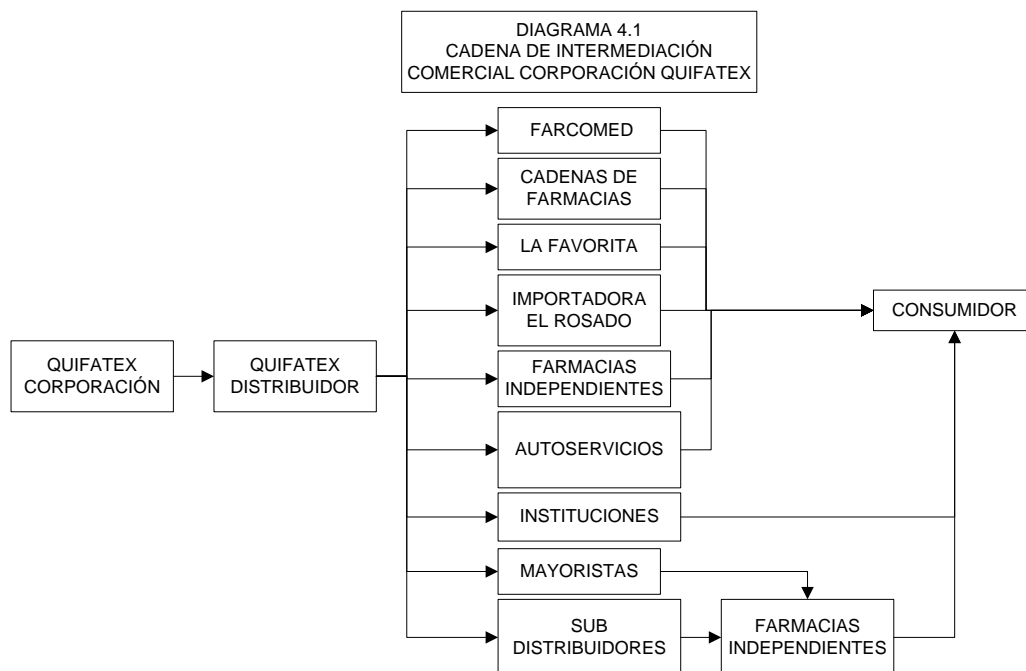 DIAGRAMA 4.1
CADENA DE INTERMEDIACIÓN
COMERCIAL CORPORACIÓN QUIFATEX
FARCOMED
CADENAS DE
FARMACIAS
LA FAVORITA
IMPORTADORA
EL ROSADO
CONSUMIDOR
QUIFATEX
CORPORACIÓN
QUIFATEX
DISTRIBUIDOR
FARMACIAS
INDEPENDIENTES
AUTOSERVICIOS
INSTITUCIONES
MAYORISTAS
SUB
DISTRIBUIDORES
FARMACIAS
INDEPENDIENTES